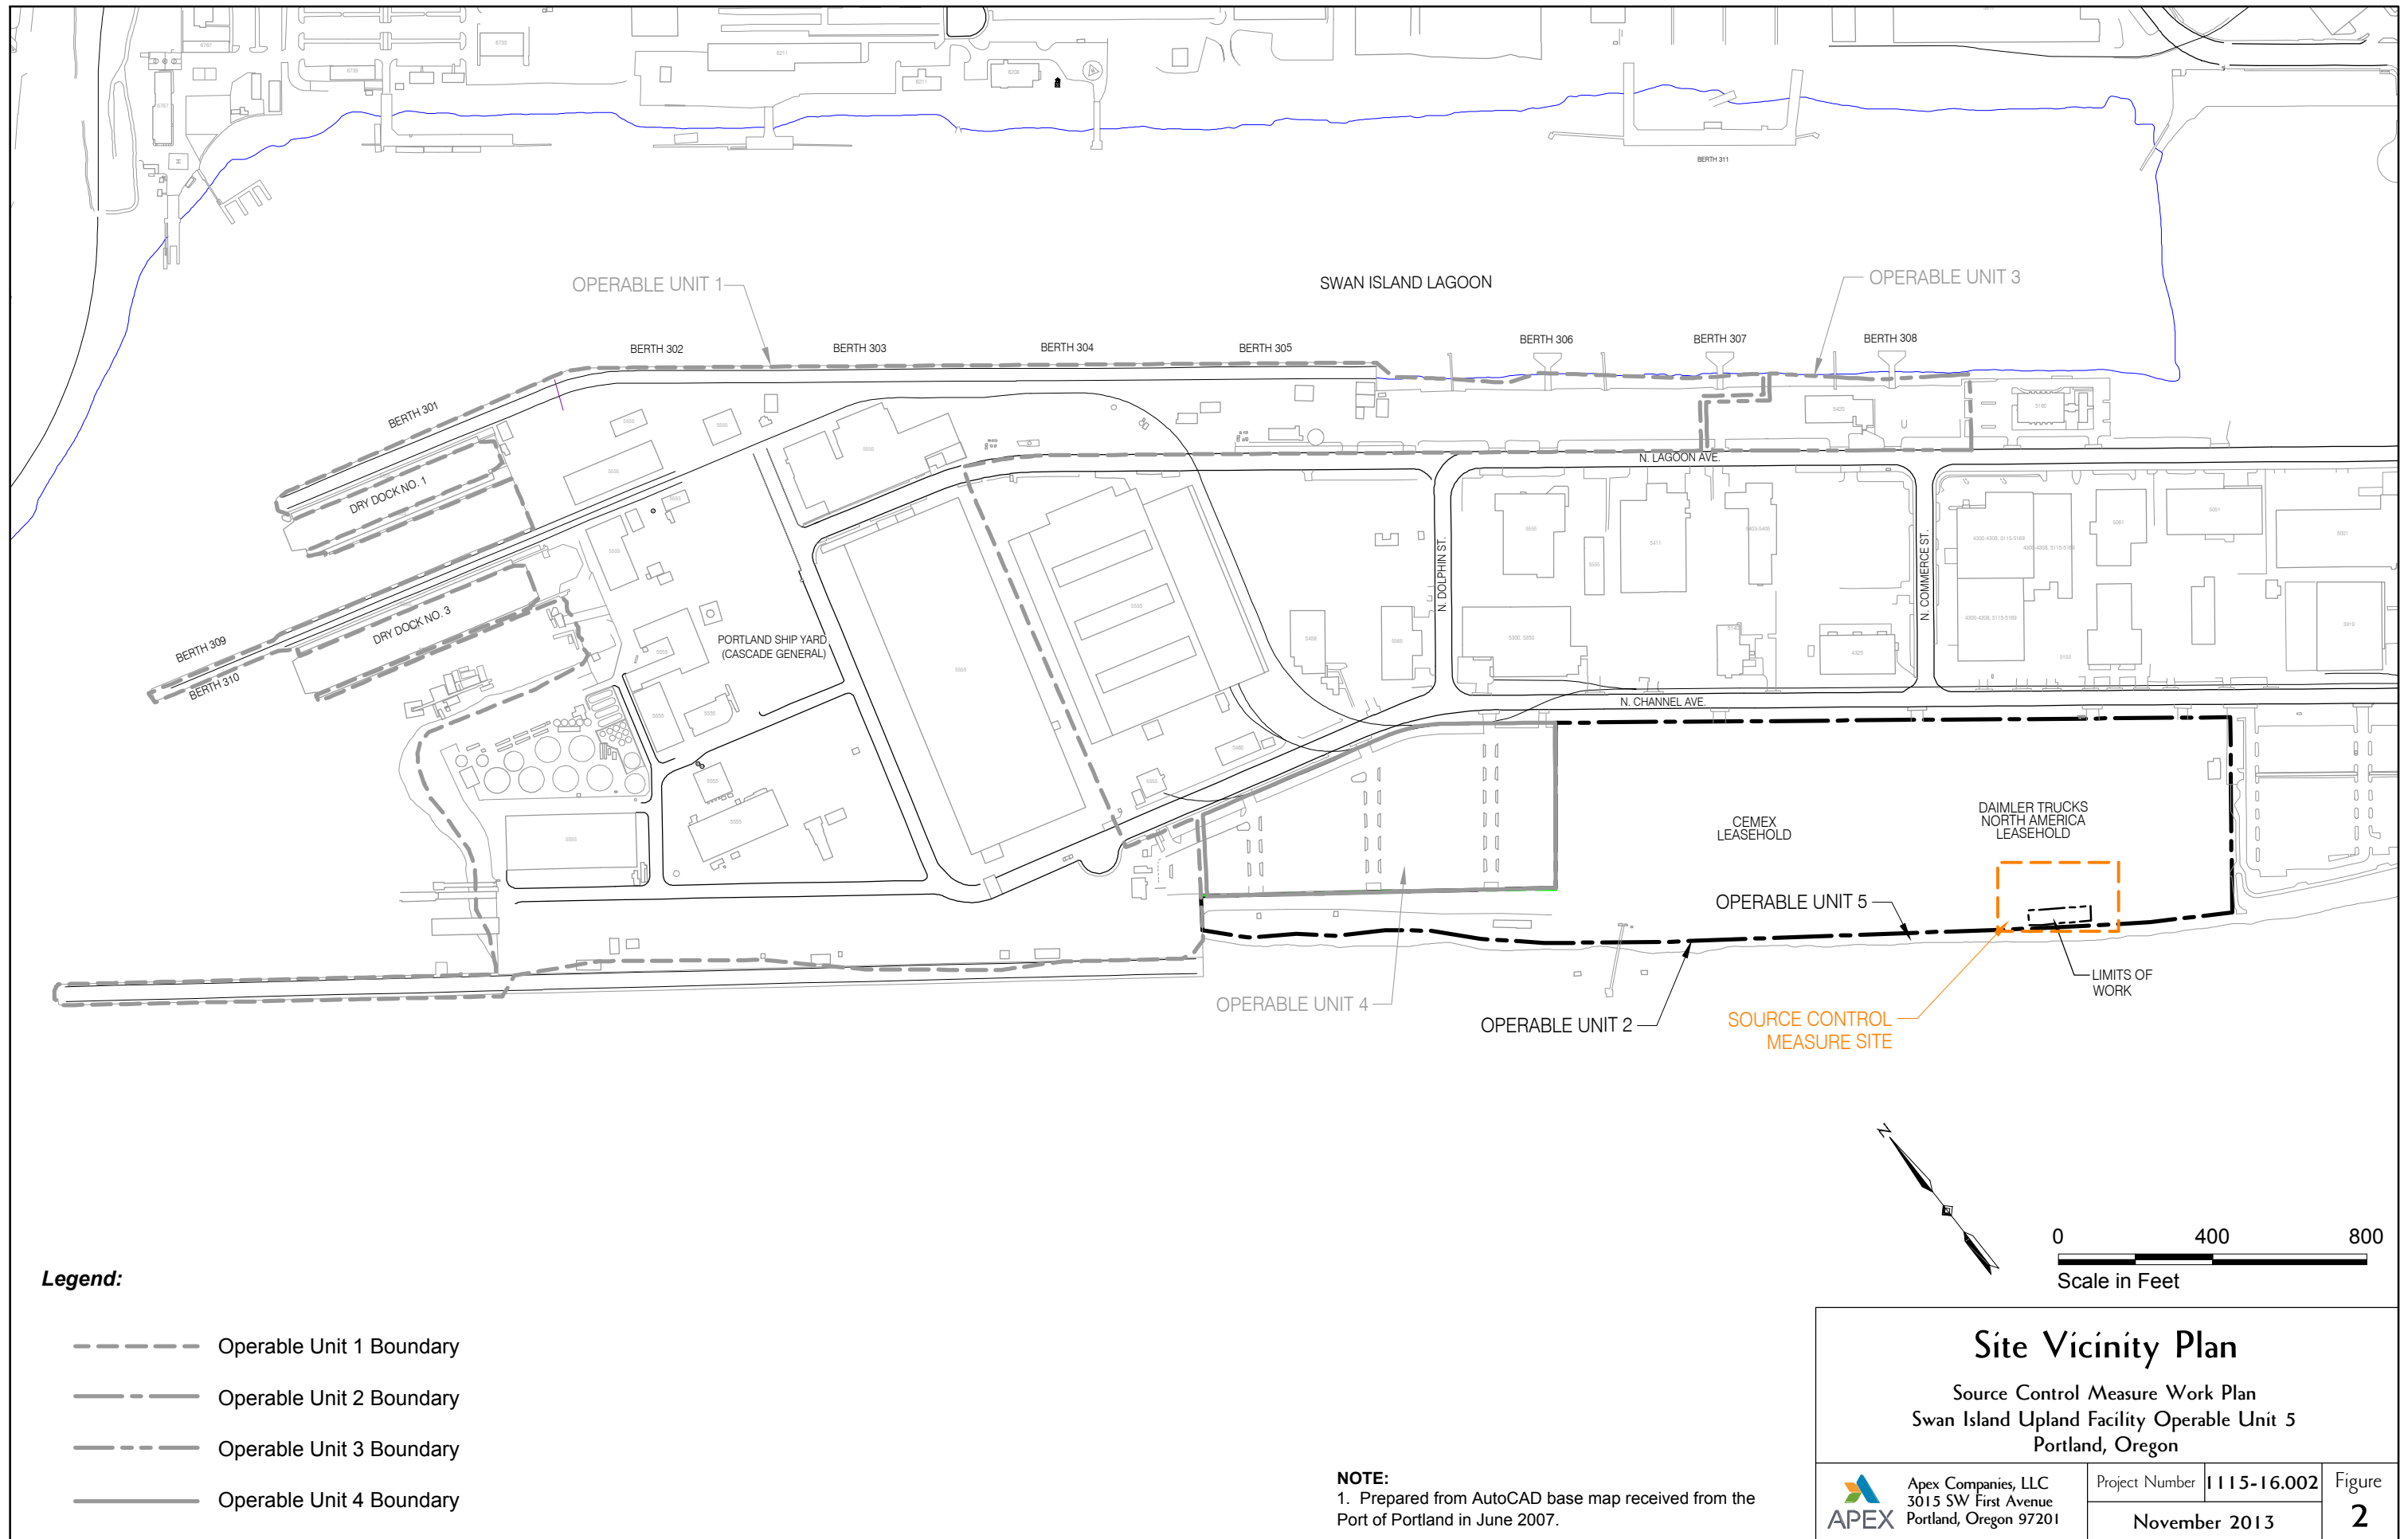 BERTH 311
OPERABLE UNIT 1
SWAN ISLAND LAGOON
OPERABLE UNIT 3
BERTH 302
BERTH 303
BERTH 304
BERTH 305
BERTH 306
BERTH 307
BERTH 308
BERTH 301
DRY DOCK NO. 1
N. LAGOON AVE.
N. DOLPHIN ST.
N. COMMERCE ST.
BERTH 309
BERTH 310
DRY DOCK NO. 3
PORTLAND SHIP YARD
(CASCADE GENERAL)
N. CHANNEL AVE.
CEMEX
LEASEHOLD
DAIMLER TRUCKS
NORTH AMERICA
LEASEHOLD
OPERABLE UNIT 5
OPERABLE UNIT 4
OPERABLE UNIT 2
SOURCE CONTROL
MEASURE SITE
LIMITS OF
WORK
N
0 400 800
Scale in Feet
Legend:
Operable Unit 1 Boundary
Operable Unit 2 Boundary
Operable Unit 3 Boundary
Operable Unit 4 Boundary
NOTE:
1. Prepared from AutoCAD base map received from the
Port of Portland in June 2007.
Site Vicinity Plan
Source Control Measure Work Plan
Swan Island Upland Facility Operable Unit 5
Portland, Oregon
APEX
Apex Companies, LLC
3015 SW First Avenue
Portland, Oregon 97201
Project Number 1115-16.002
November 2013
Figure
2